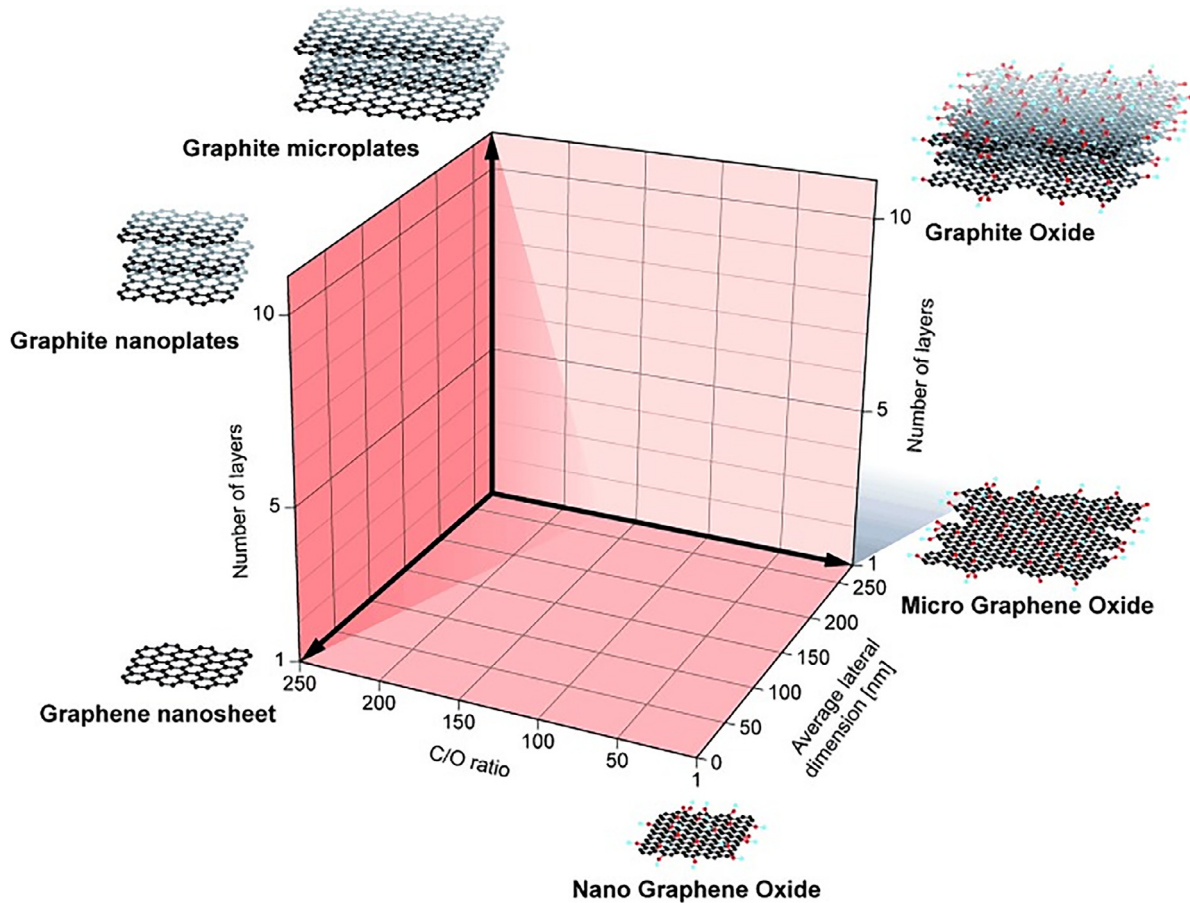 Graphite microplates
Graphite Oxide
Graphite nanoplates
Micro Graphene Oxide
Graphene nanosheet
Nano Graphene Oxide
Number of layers
10
5
1
Number of layers
10
5
1
C/O ratio
250
200
150
100
50
1
Average lateral
dimension [nm]
250
200
150
100
50
0